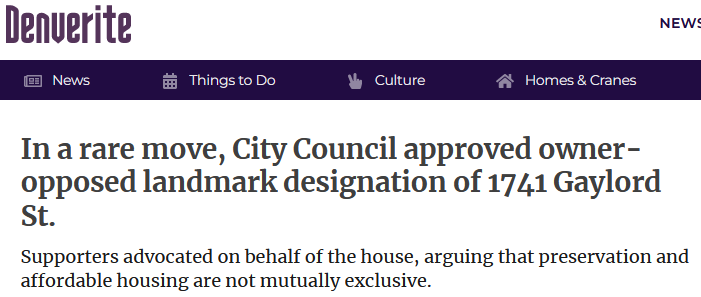 Denverite
NEWS
News Things to Do Culture Homes & Cranes
In a rare move, City Council approved owner-
opposed landmark designation of 1741 Gaylord
St.
Supporters advocated on behalf of the house, arguing that preservation and
affordable housing are not mutually exclusive.